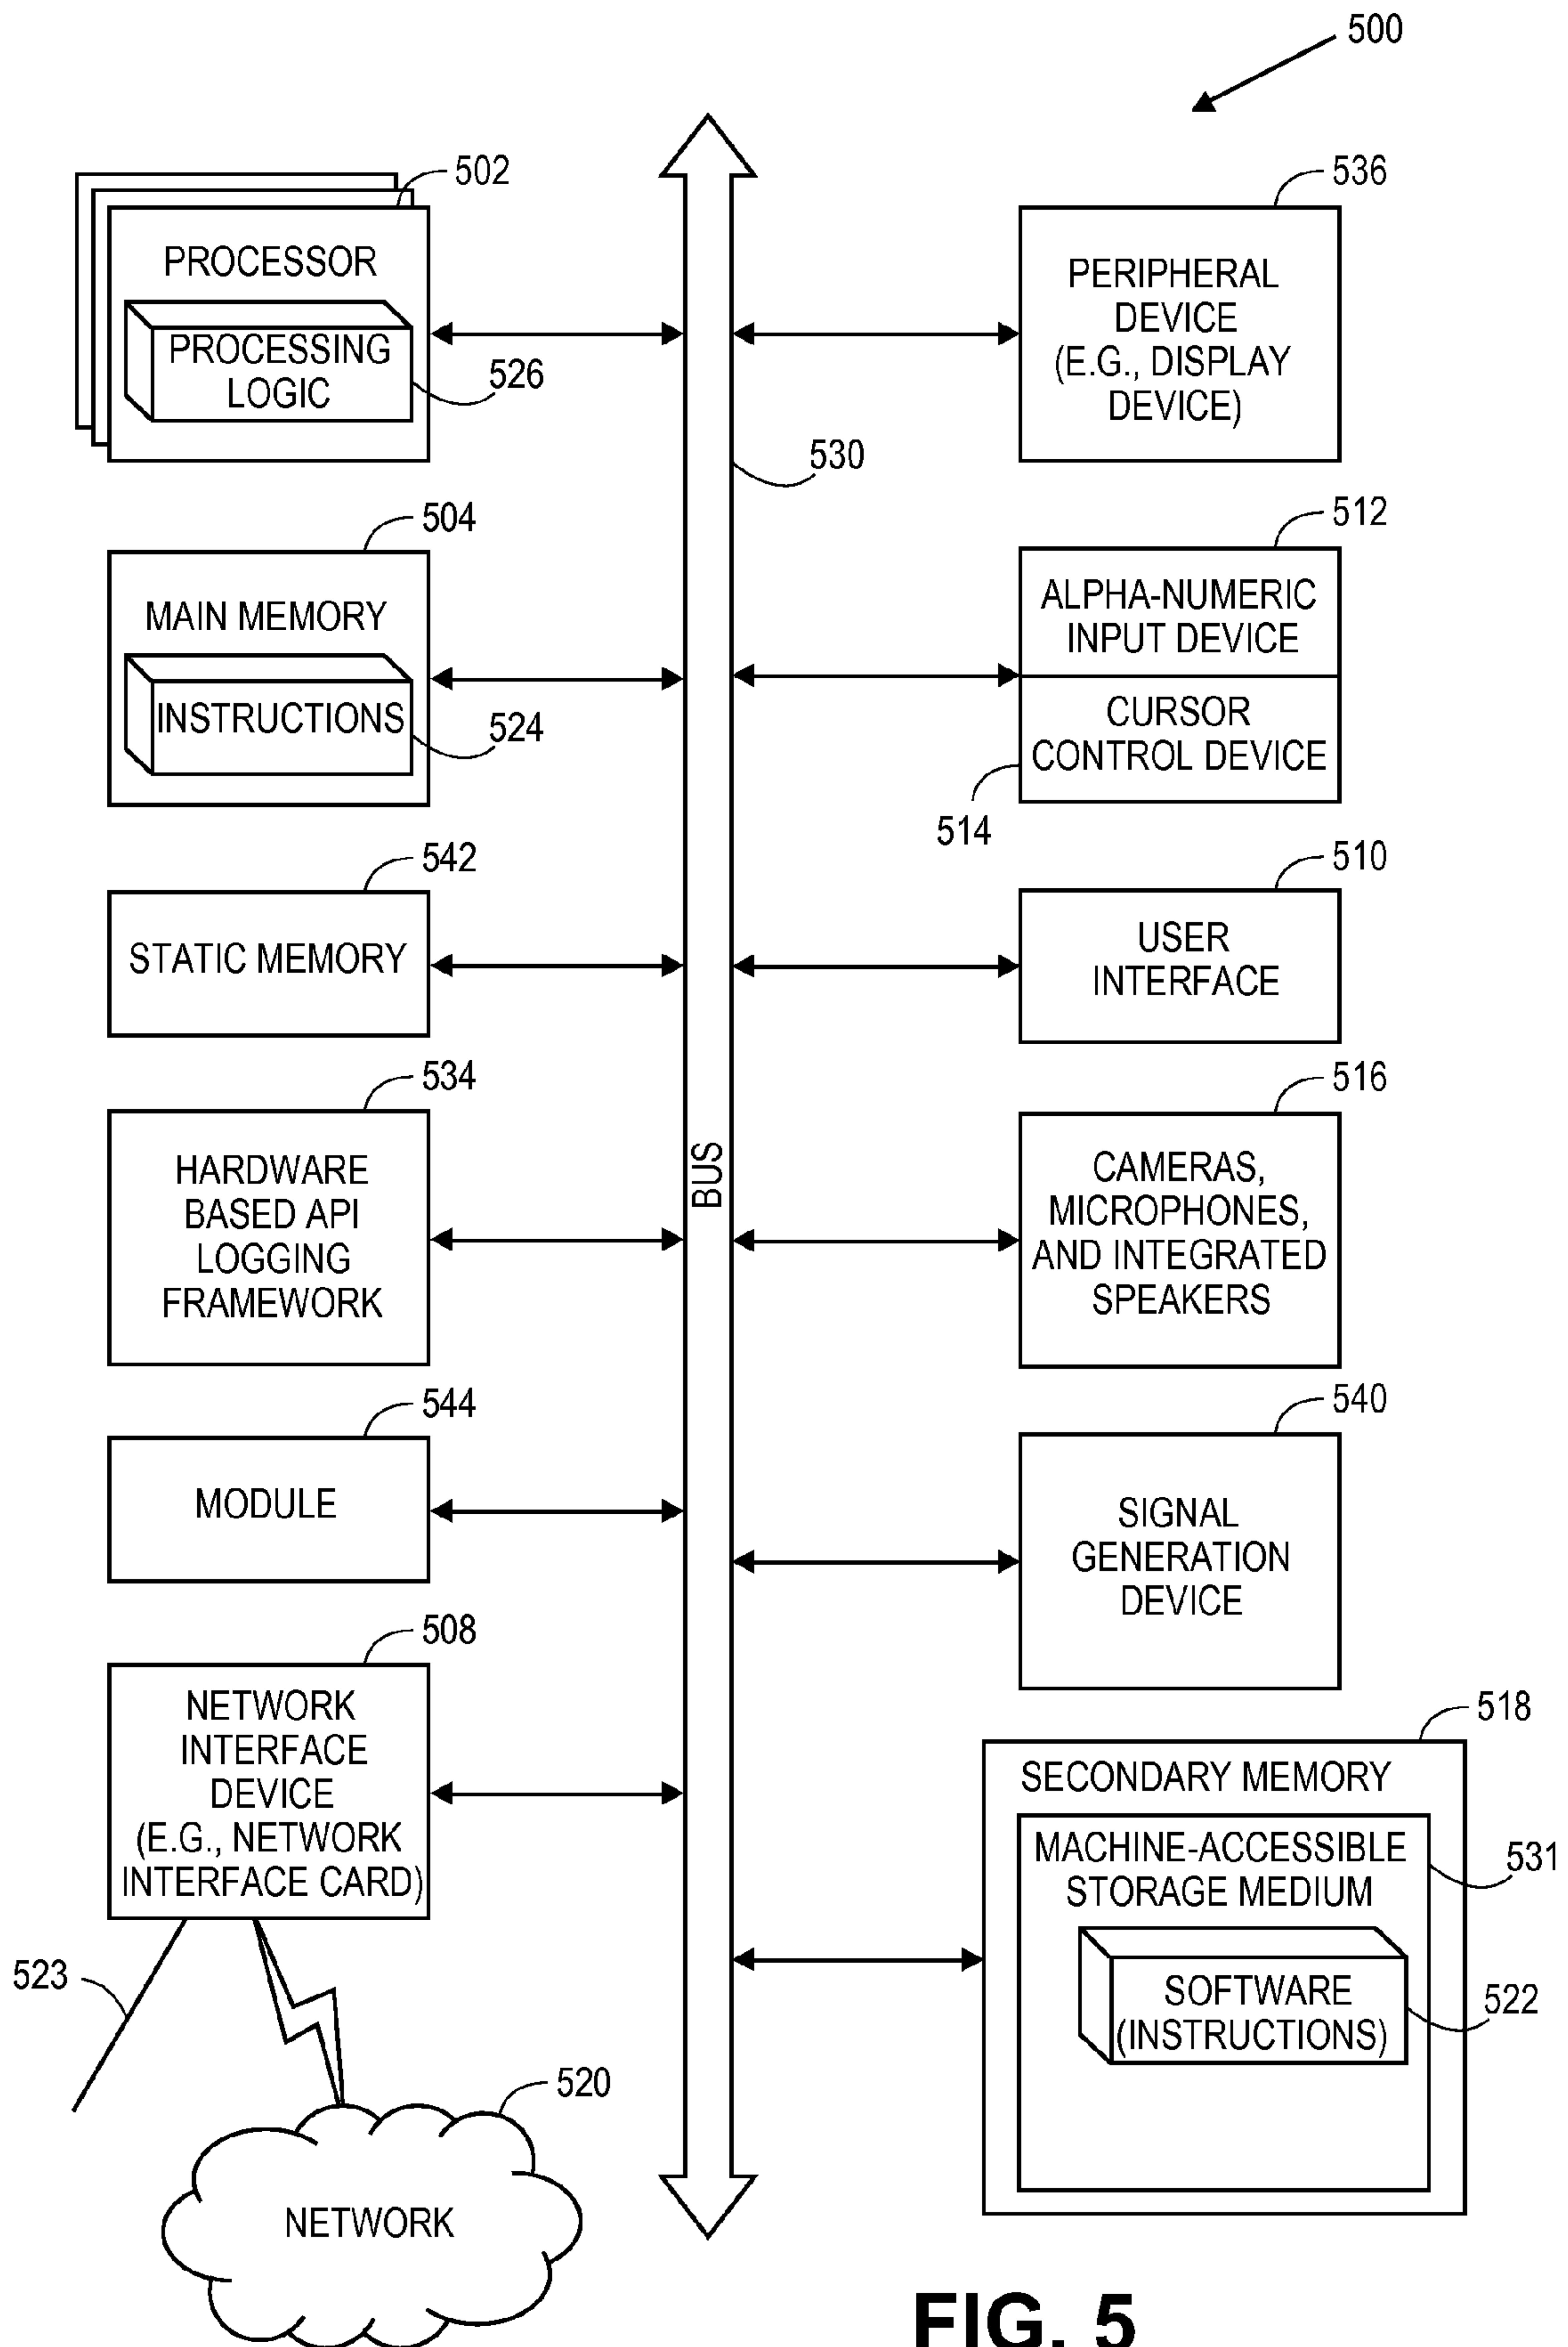 500
502
PROCESSOR
PROCESSING
LOGIC
526
504
MAIN MEMORY
INSTRUCTIONS
524
542
STATIC MEMORY
534
HARDWARE
BASED API
LOGGING
FRAMEWORK
544
MODULE
508
NETWORK
INTERFACE
DEVICE
(E.G., NETWORK
INTERFACE CARD)
523
520
NETWORK
530
BUS
536
PERIPHERAL
DEVICE
(E.G., DISPLAY
DEVICE)
512
ALPHA-NUMERIC
INPUT DEVICE
CURSOR
CONTROL DEVICE
514
510
USER
INTERFACE
516
CAMERAS,
MICROPHONES,
AND INTEGRATED
SPEAKERS
540
SIGNAL
GENERATION
DEVICE
518
SECONDARY MEMORY
MACHINE-ACCESSIBLE
STORAGE MEDIUM
531
SOFTWARE
(INSTRUCTIONS)
522
FIG. 5